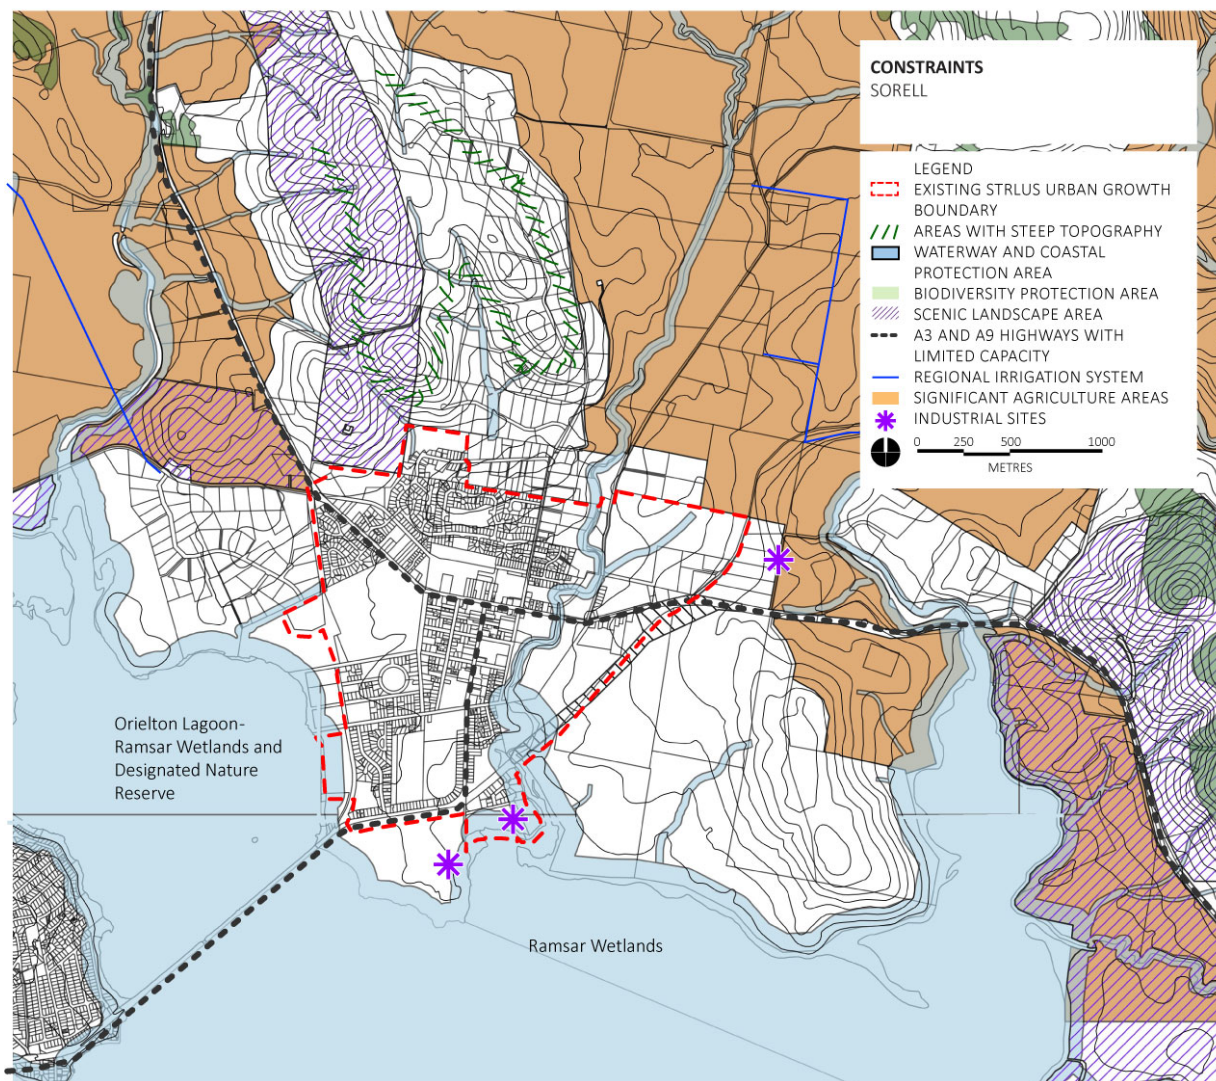 CONSTRAINTS
SORELL
LEGEND
EXISTING STRLUS URBAN GROWTH
BOUNDARY
AREAS WITH STEEP TOPOGRAPHY
WATERWAY AND COASTAL
PROTECTION AREA
BIODIVERSITY PROTECTION AREA
SCENIC LANDSCAPE AREA
A3 AND A9 HIGHWAYS WITH
LIMITED CAPACITY
REGIONAL IRRIGATION SYSTEM
SIGNIFICANT AGRICULTURE AREAS
INDUSTRIAL SITES
0 250 500 1000
METRES
Orielton Lagoon-
Ramsar Wetlands and
Designated Nature
Reserve
Ramsar Wetlands